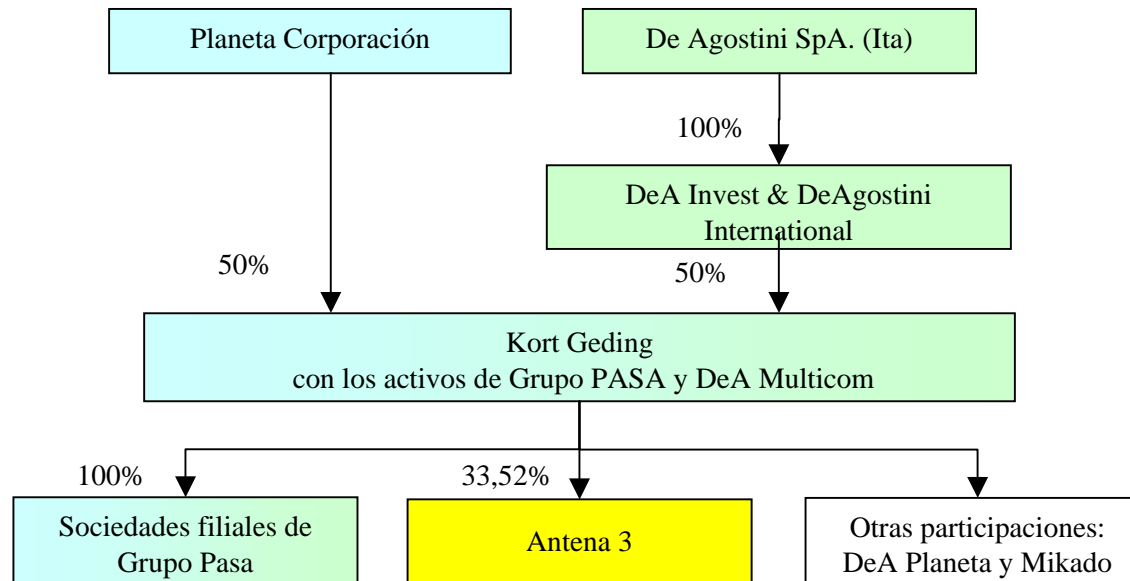 Planeta Corporación
De Agostini SpA. (Ita)
100%
DeA Invest & DeAgostini
International
50%
50%
Kort Geding
con los activos de Grupo PASA y DeA Multicom
100%
33,52%
Sociedades filiales de
Grupo Pasa
Antena 3
Otras participaciones:
DeA Planeta y Mikado